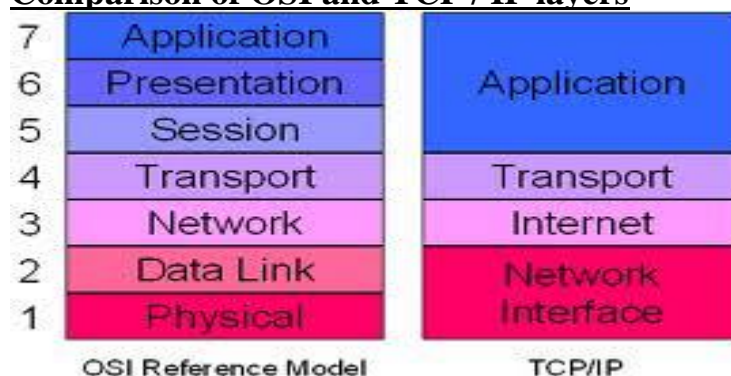 Comparison of OSI and TCP / IP layers
7 Application
6 Presentation
5 Session
4 Transport
3 Network
2 Data Link
1 Physical
OSI Reference Model
Application
Transport
Internet
Network
Interface
TCP/IP